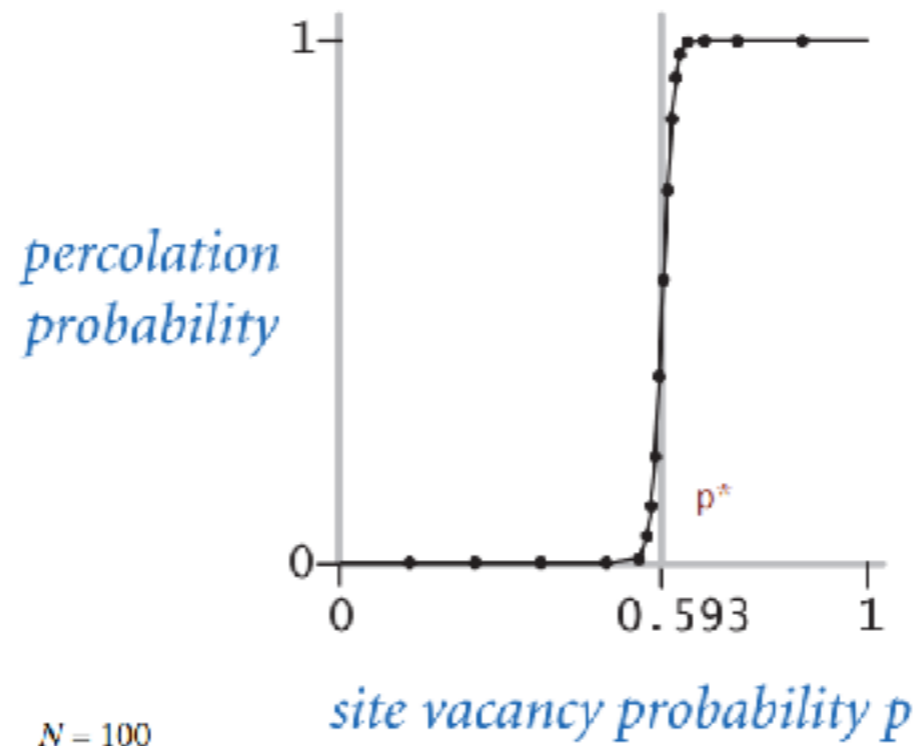 1
percolation
probability
p*
0
0 0.593 1
site vacancy probability p
N = 100